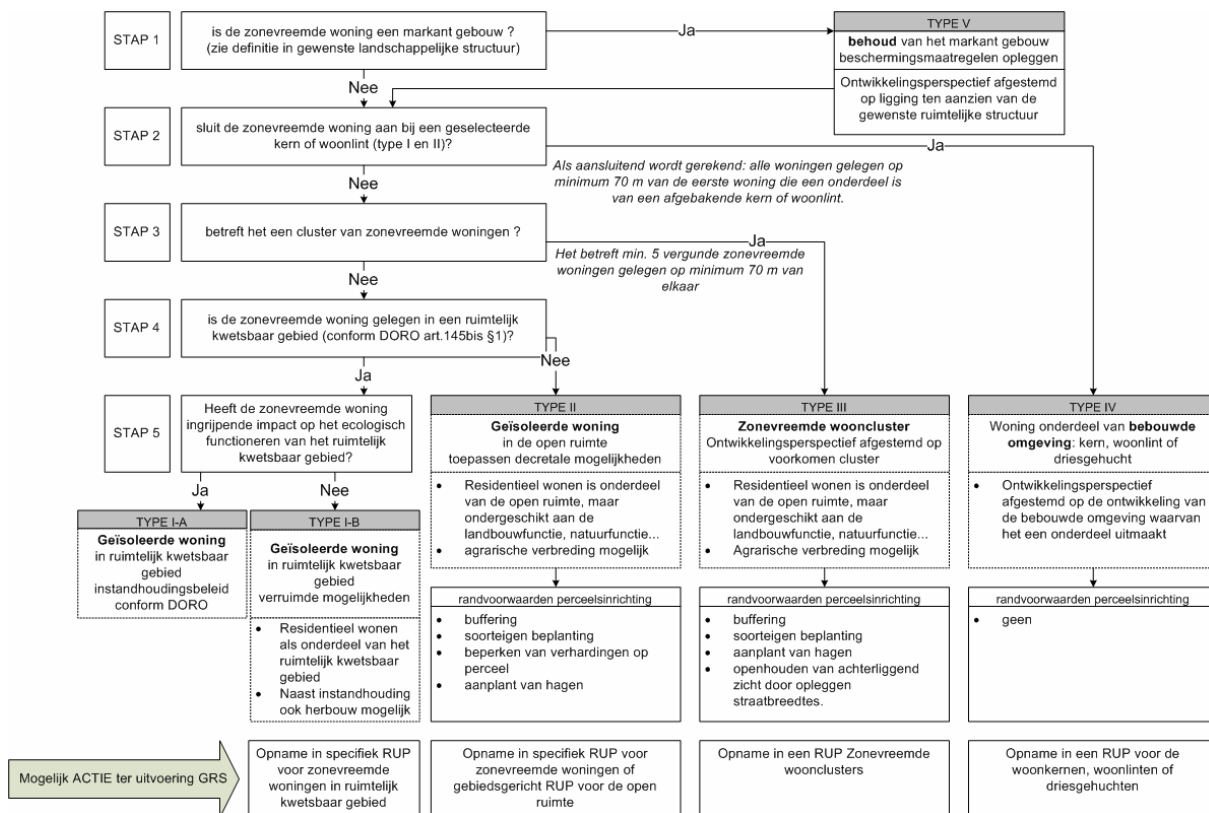 STAP 1
is de zonevreemde woning een markant gebouw ?
(zie definitie in gewenste landschappelijke structuur)
Ja
TYPE V
behoud van het markant gebouw
beschermingsmaatregelen opleggen
Ontwikkelingsperspectief afgestemd
op ligging ten aanzien van de
gewenste ruimtelijke structuur
Nee
STAP 2
sluit de zonevreemde woning aan bij een geselecteerde
kern of woonlint (type I en II)?
Ja
Als aansluitend wordt gerekend: alle woningen gelegen op
minimum 70 m van de eerste woning die een onderdeel is
van een afgebakende kern of woonlint.
Nee
STAP 3
betreft het een cluster van zonevreemde woningen ?
Ja
Het betreft min. 5 vergunde zonevreemde
woningen gelegen op minimum 70 m van
elkaar
Nee
STAP 4
is de zonevreemde woning gelegen in een ruimtelijk
kwetsbaar gebied (conform DORO art.145bis §1)?
Nee
Ja
STAP 5
Heeft de zonevreemde woning
ingrijpende impact op het ecologisch
functioneren van het ruimtelijk
kwetsbaar gebied?
Ja
Nee
TYPE I-A
Geïsoleerde woning
in ruimtelijk kwetsbaar
gebied
instandhoudingsbeleid
conform DORO
TYPE I-B
Geïsoleerde woning
in ruimtelijk kwetsbaar
gebied
verruimde mogelijkheden
• Residentieel wonen
als onderdeel van het
ruimtelijk kwetsbaar
gebied
• Naast instandhouding
ook herbouw mogelijk
TYPE II
Geïsoleerde woning
in de open ruimte
toepassen decretale mogelijkheden
• Residentieel wonen is onderdeel
van de open ruimte, maar
ondergeschikt aan de
landbouwfunctie, natuurfunctie...
• agrarische verbreding mogelijk
randvoorwaarden perceelsinrichting
• buffering
• soorteigen beplanting
• beperken van verhardingen op
perceel
• aanplant van hagen
TYPE III
Zonevreemde wooncluster
Ontwikkelingsperspectief afgestemd op
voorkomen cluster
• Residentieel wonen is onderdeel
van de open ruimte, maar
ondergeschikt aan de
landbouwfunctie, natuurfunctie...
• Agrarische verbreding mogelijk
randvoorwaarden perceelsinrichting
• buffering
• soorteigen beplanting
• aanplant van hagen
• openhouden van achterliggend
zicht door opleggen
straatbreedtes.
TYPE IV
Woning onderdeel van bebouwde
omgeving: kern, woonlint of
driesgehucht
• Ontwikkelingsperspectief
afgestemd op de ontwikkeling van
de bebouwde omgeving waarvan
het een onderdeel uitmaakt
randvoorwaarden perceelsinrichting
• geen
Mogelijk ACTIE ter uitvoering GRS
Opname in specifiek RUP
voor zonevreemde
woningen in ruimtelijk
kwetsbaar gebied
Opname in specifiek RUP voor
zonevreemde woningen of
gebiedsgericht RUP voor de open
ruimte
Opname in een RUP Zonevreemde
woonclusters
Opname in een RUP voor de
woonkernen, woonlinten of
driesgehuchten